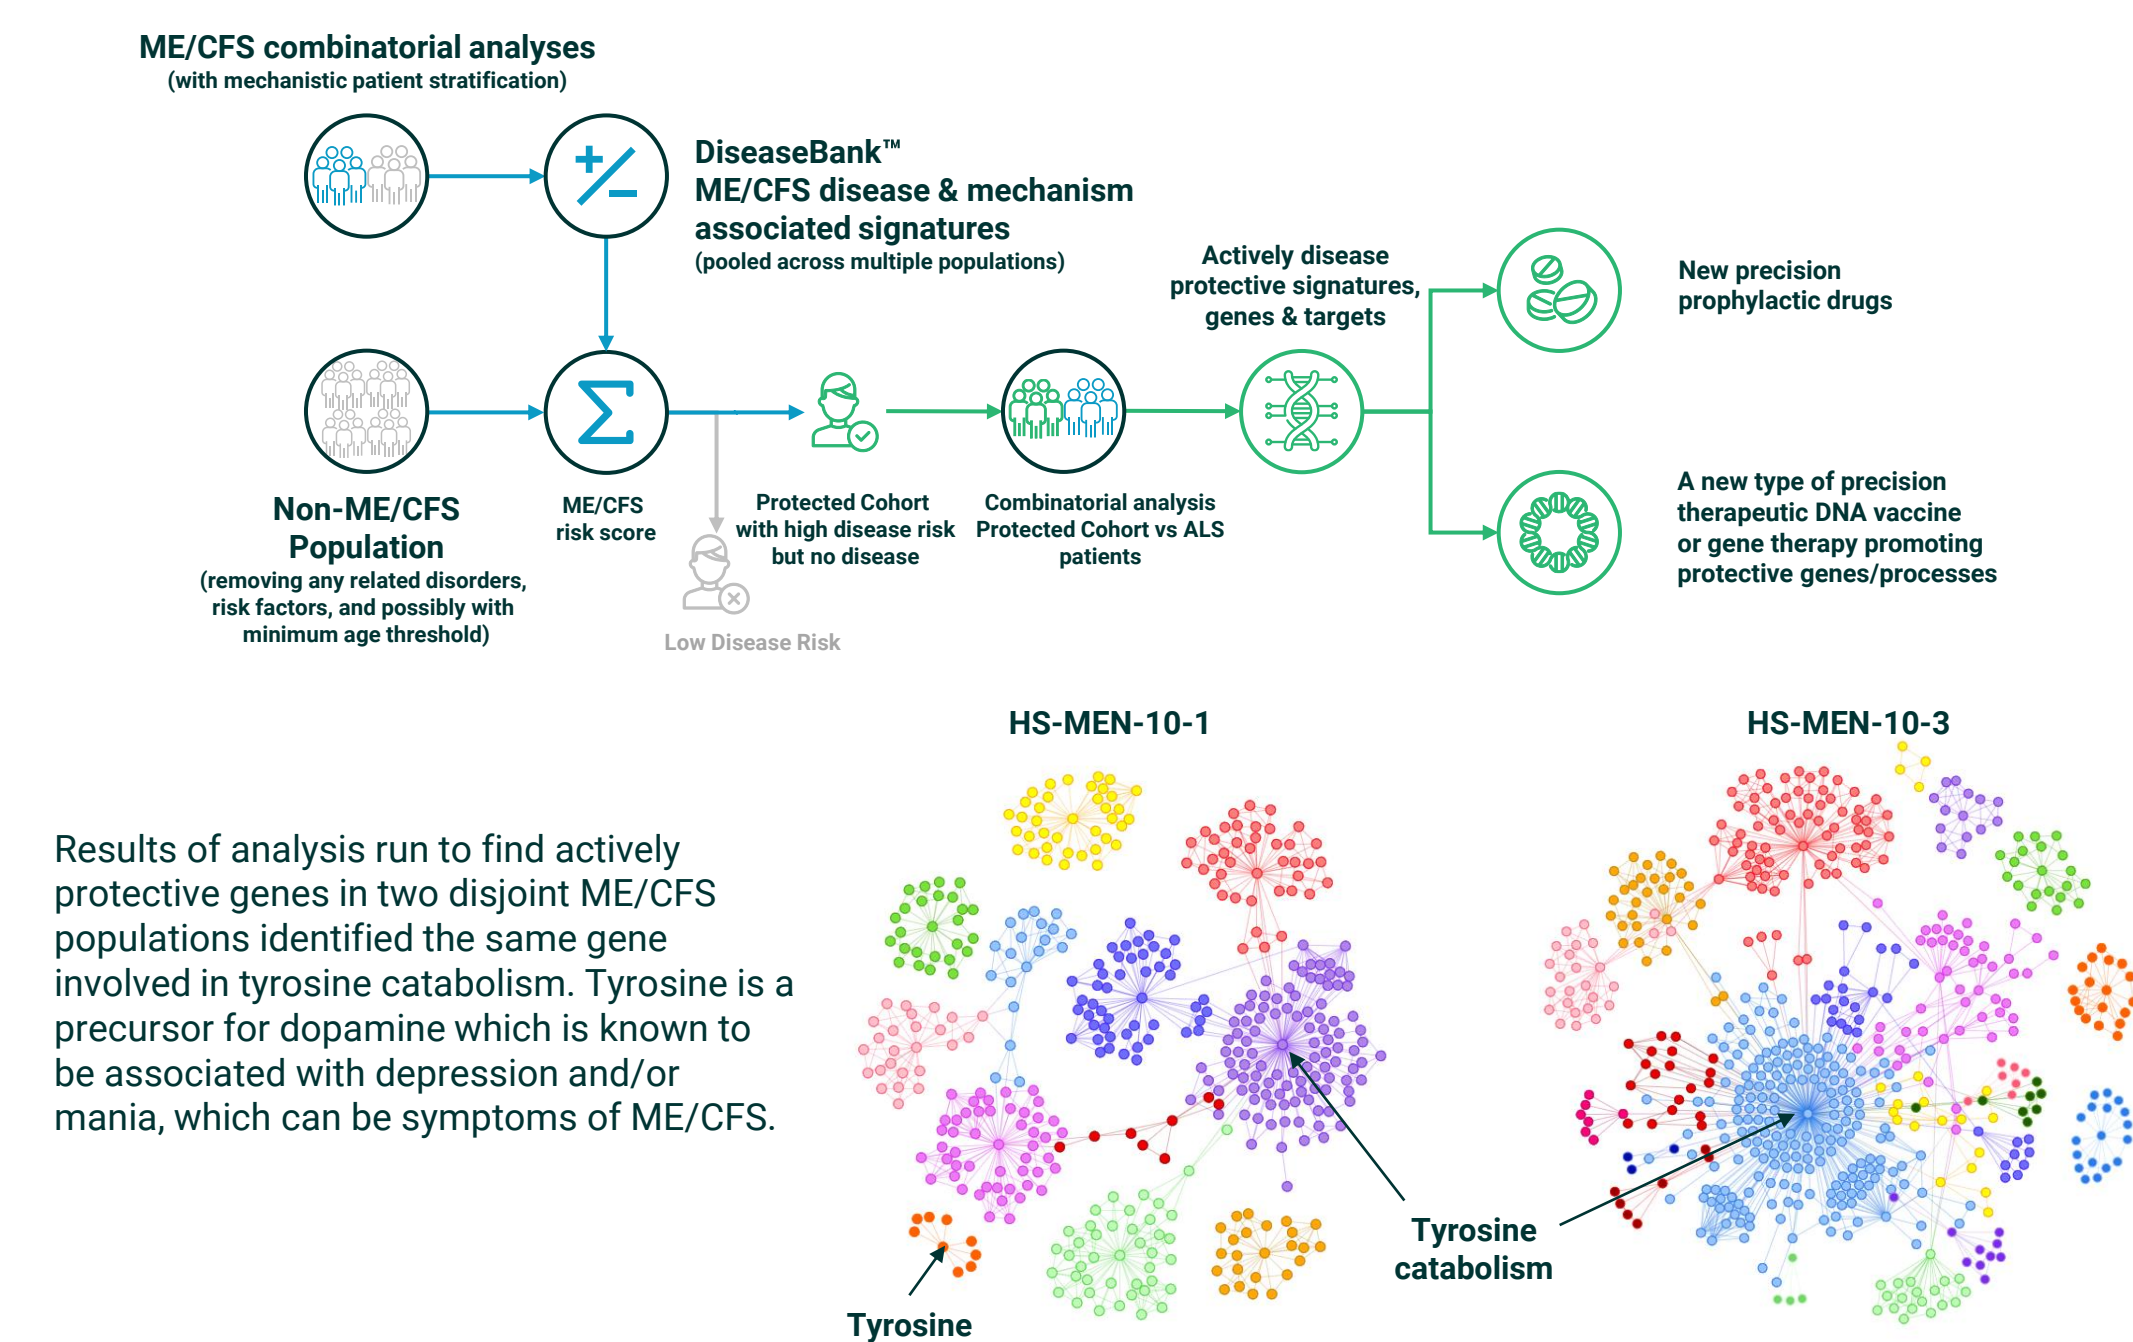 ME/CFS combinatorial analyses
(with mechanistic patient stratification)
DiseaseBank™
ME/CFS disease & mechanism
associated signatures
(pooled across multiple populations)
Actively disease
protective signatures,
genes & targets
New precision
prophylactic drugs
Non-ME/CFS
Population
(removing any related disorders,
risk factors, and possibly with
minimum age threshold)
ME/CFS
risk score
Low Disease Risk
Protected Cohort
with high disease risk
but no disease
Combinatorial analysis
Protected Cohort vs ALS
patients
A new type of precision
therapeutic DNA vaccine
or gene therapy promoting
protective genes/processes
Results of analysis run to find actively
protective genes in two disjoint ME/CFS
populations identified the same gene
involved in tyrosine catabolism. Tyrosine is a
precursor for dopamine which is known to
be associated with depression and/or
mania, which can be symptoms of ME/CFS.
HS-MEN-10-1
HS-MEN-10-3
Tyrosine
catabolism
Tyrosine